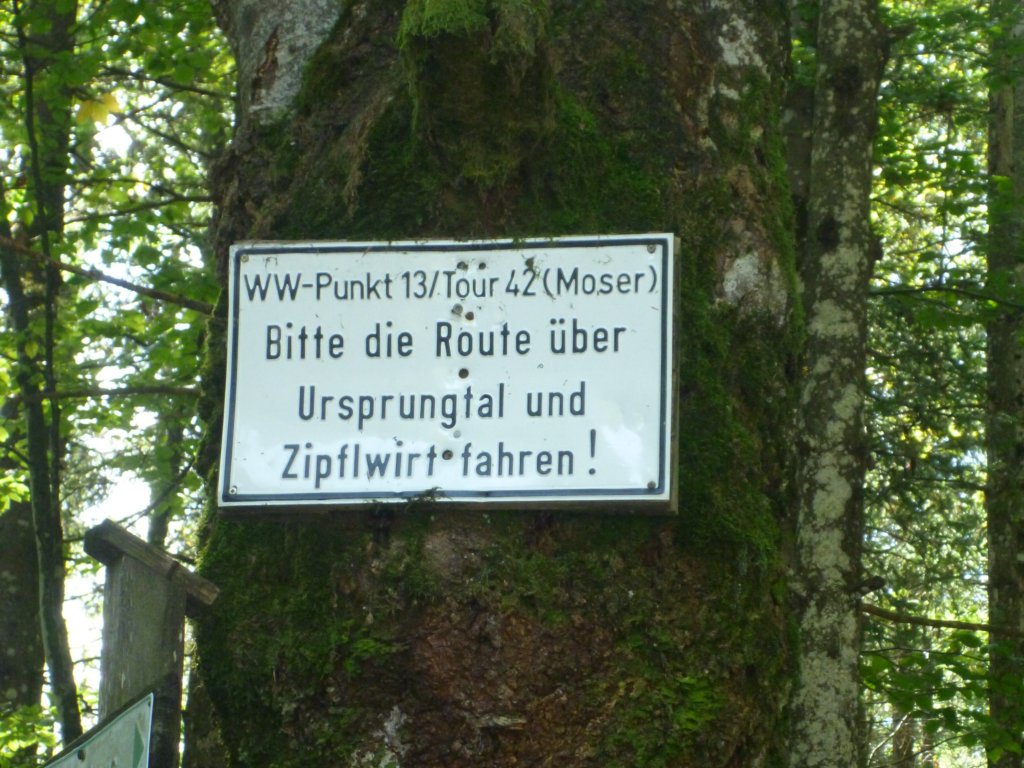 WW-Punkt 13/Tour 42 (Moser)
Bitte die Route über
Ursprungtal und
Zipflwirt fahren!